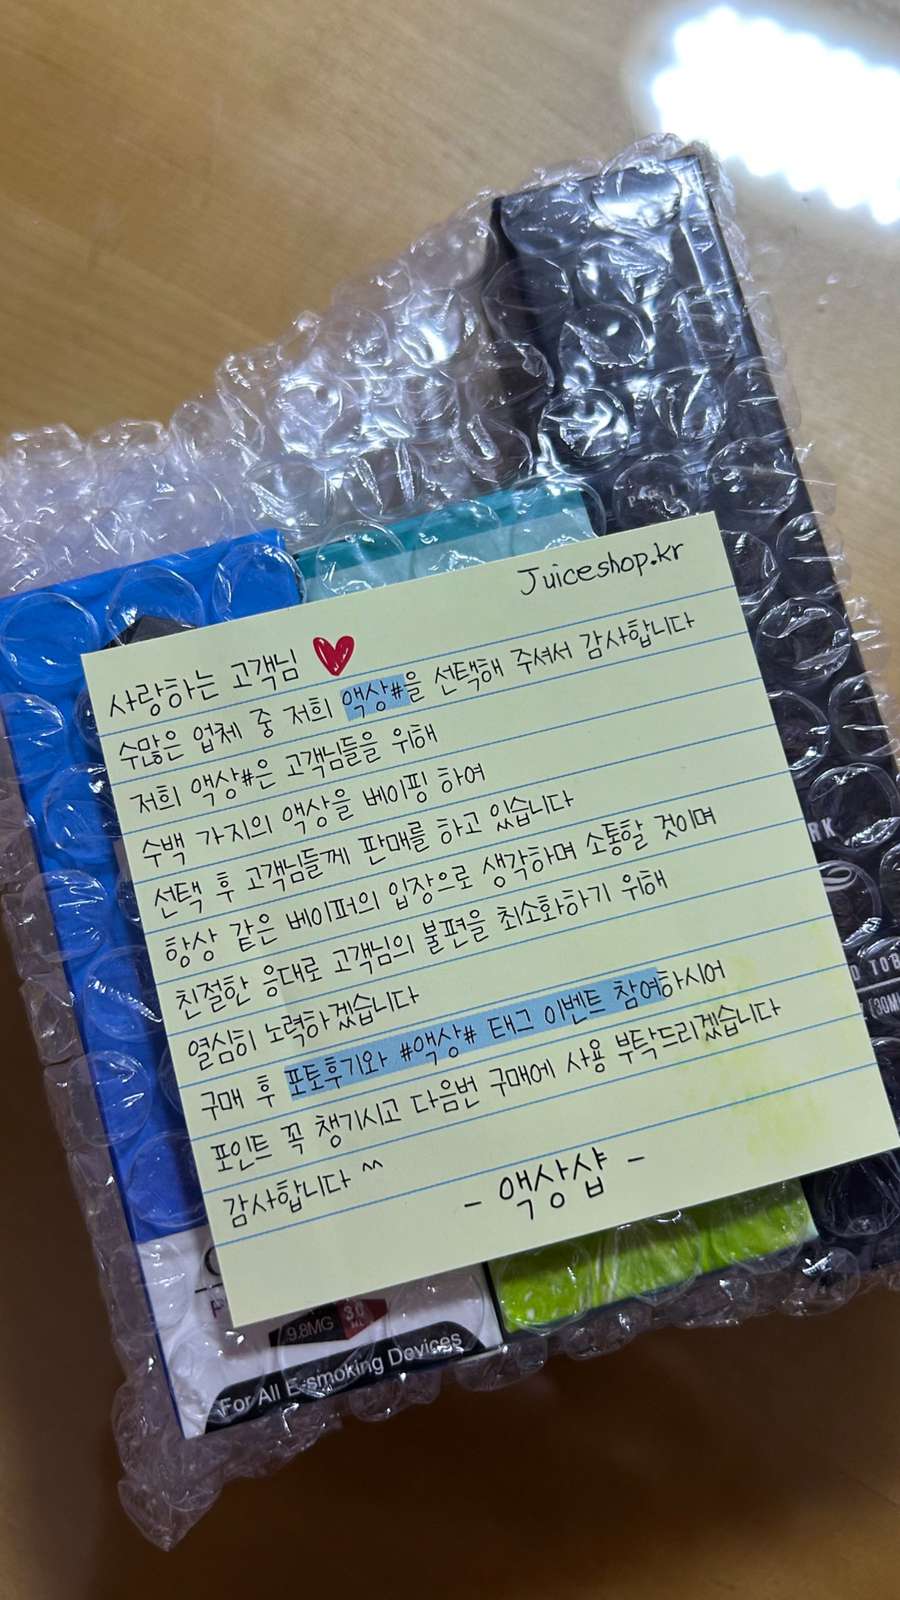 Juiceshop.kr
사랑하는 고객님
수많은 업체 중 저희 액상#을 선택해 주셔서 감사합니다
저희 액상#은 고객님들을 위해
수백 가지의 액상을 베이핑 하여
선택 후 고객님들께 판매를 하고 있습니다
항상 같은 베이퍼의 입장으로 생각하며 소통할 것이며
친절한 응대로 고객님의 불편을 최소화하기 위해
열심히 노력하겠습니다
구매 후 포토후기와 #액상# 태그 이벤트 참여하시어
포인트 꼭 챙기시고 다음번 구매에 사용 부탁드리겠습니다
감사합니다 ^^
- 액상샵 -
9.8MG
For All E-smoking Devices